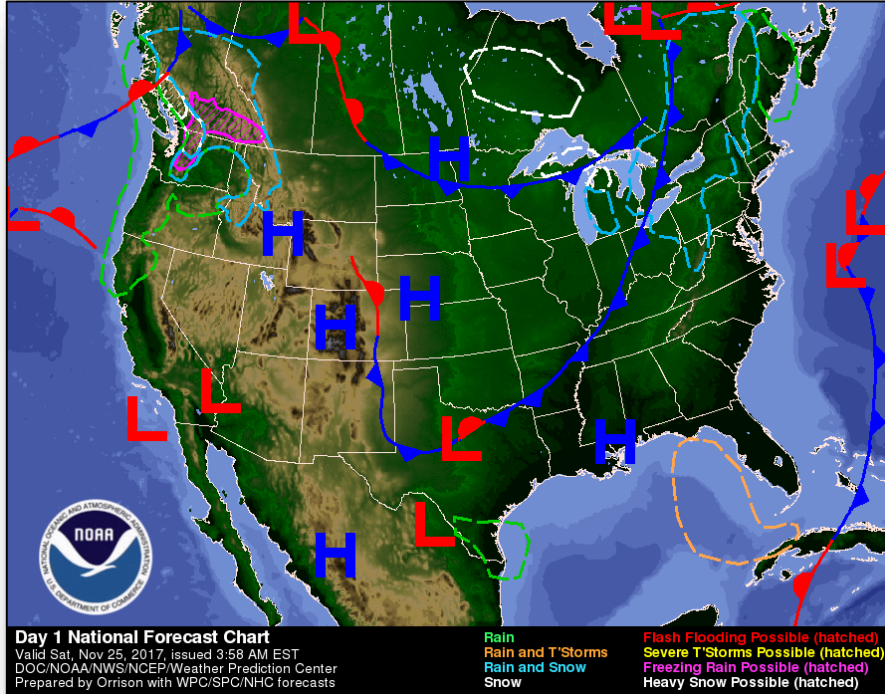 L
L
L
H
L
L
L
H
H
H
L
L
L
H
H
L
NATIONAL OCEANIC AND ATMOSPHERIC ADMINISTRATION
NOAA
U.S. DEPARTMENT OF COMMERCE
Day 1 National Forecast Chart
Valid Sat, Nov 25, 2017, issued 3:58 AM EST
DOC/NOAA/NWS/NCEP/Weather Prediction Center
Prepared by Orrison with WPC/SPC/NHC forecasts
Rain
Rain and T'Storms
Rain and Snow
Snow
Flash Flooding Possible (hatched)
Severe T'Storms Possible (hatched)
Freezing Rain Possible (hatched)
Heavy Snow Possible (hatched)